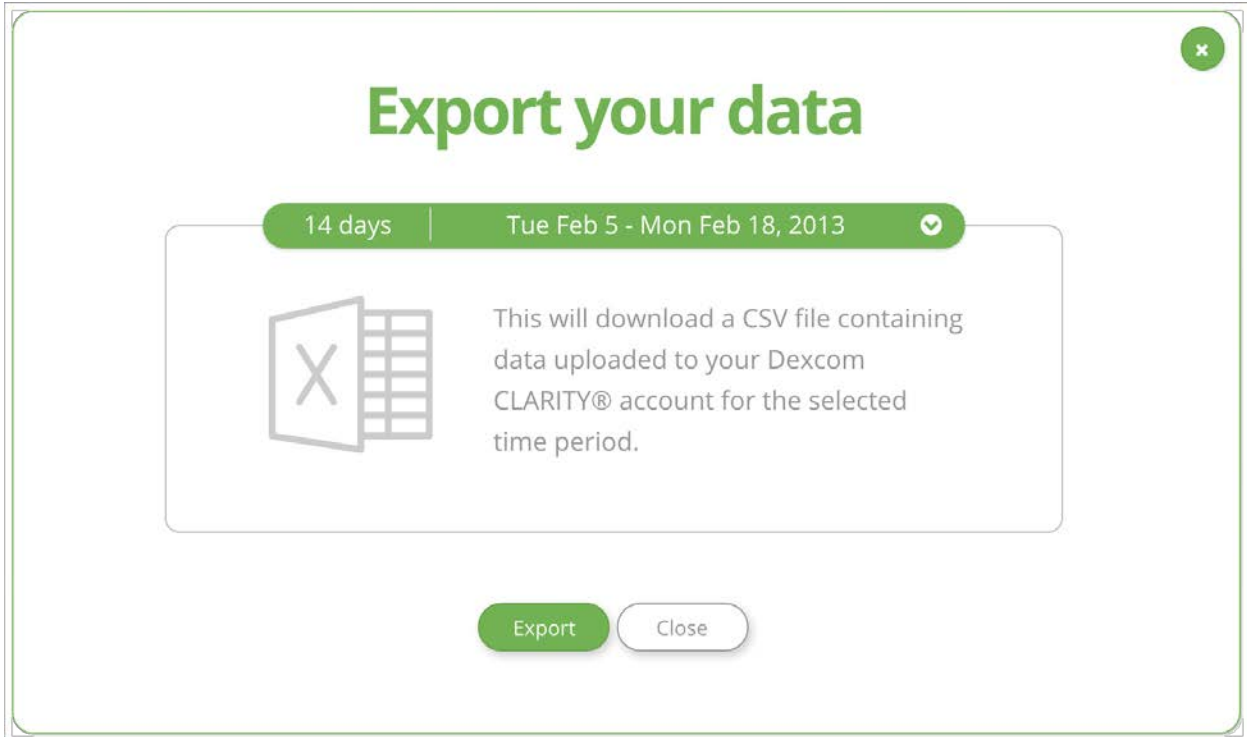 Export your data
14 days Tue Feb 5 - Mon Feb 18, 2013
X
This will download a CSV file containing
data uploaded to your Dexcom
CLARITY® account for the selected
time period.
Export Close